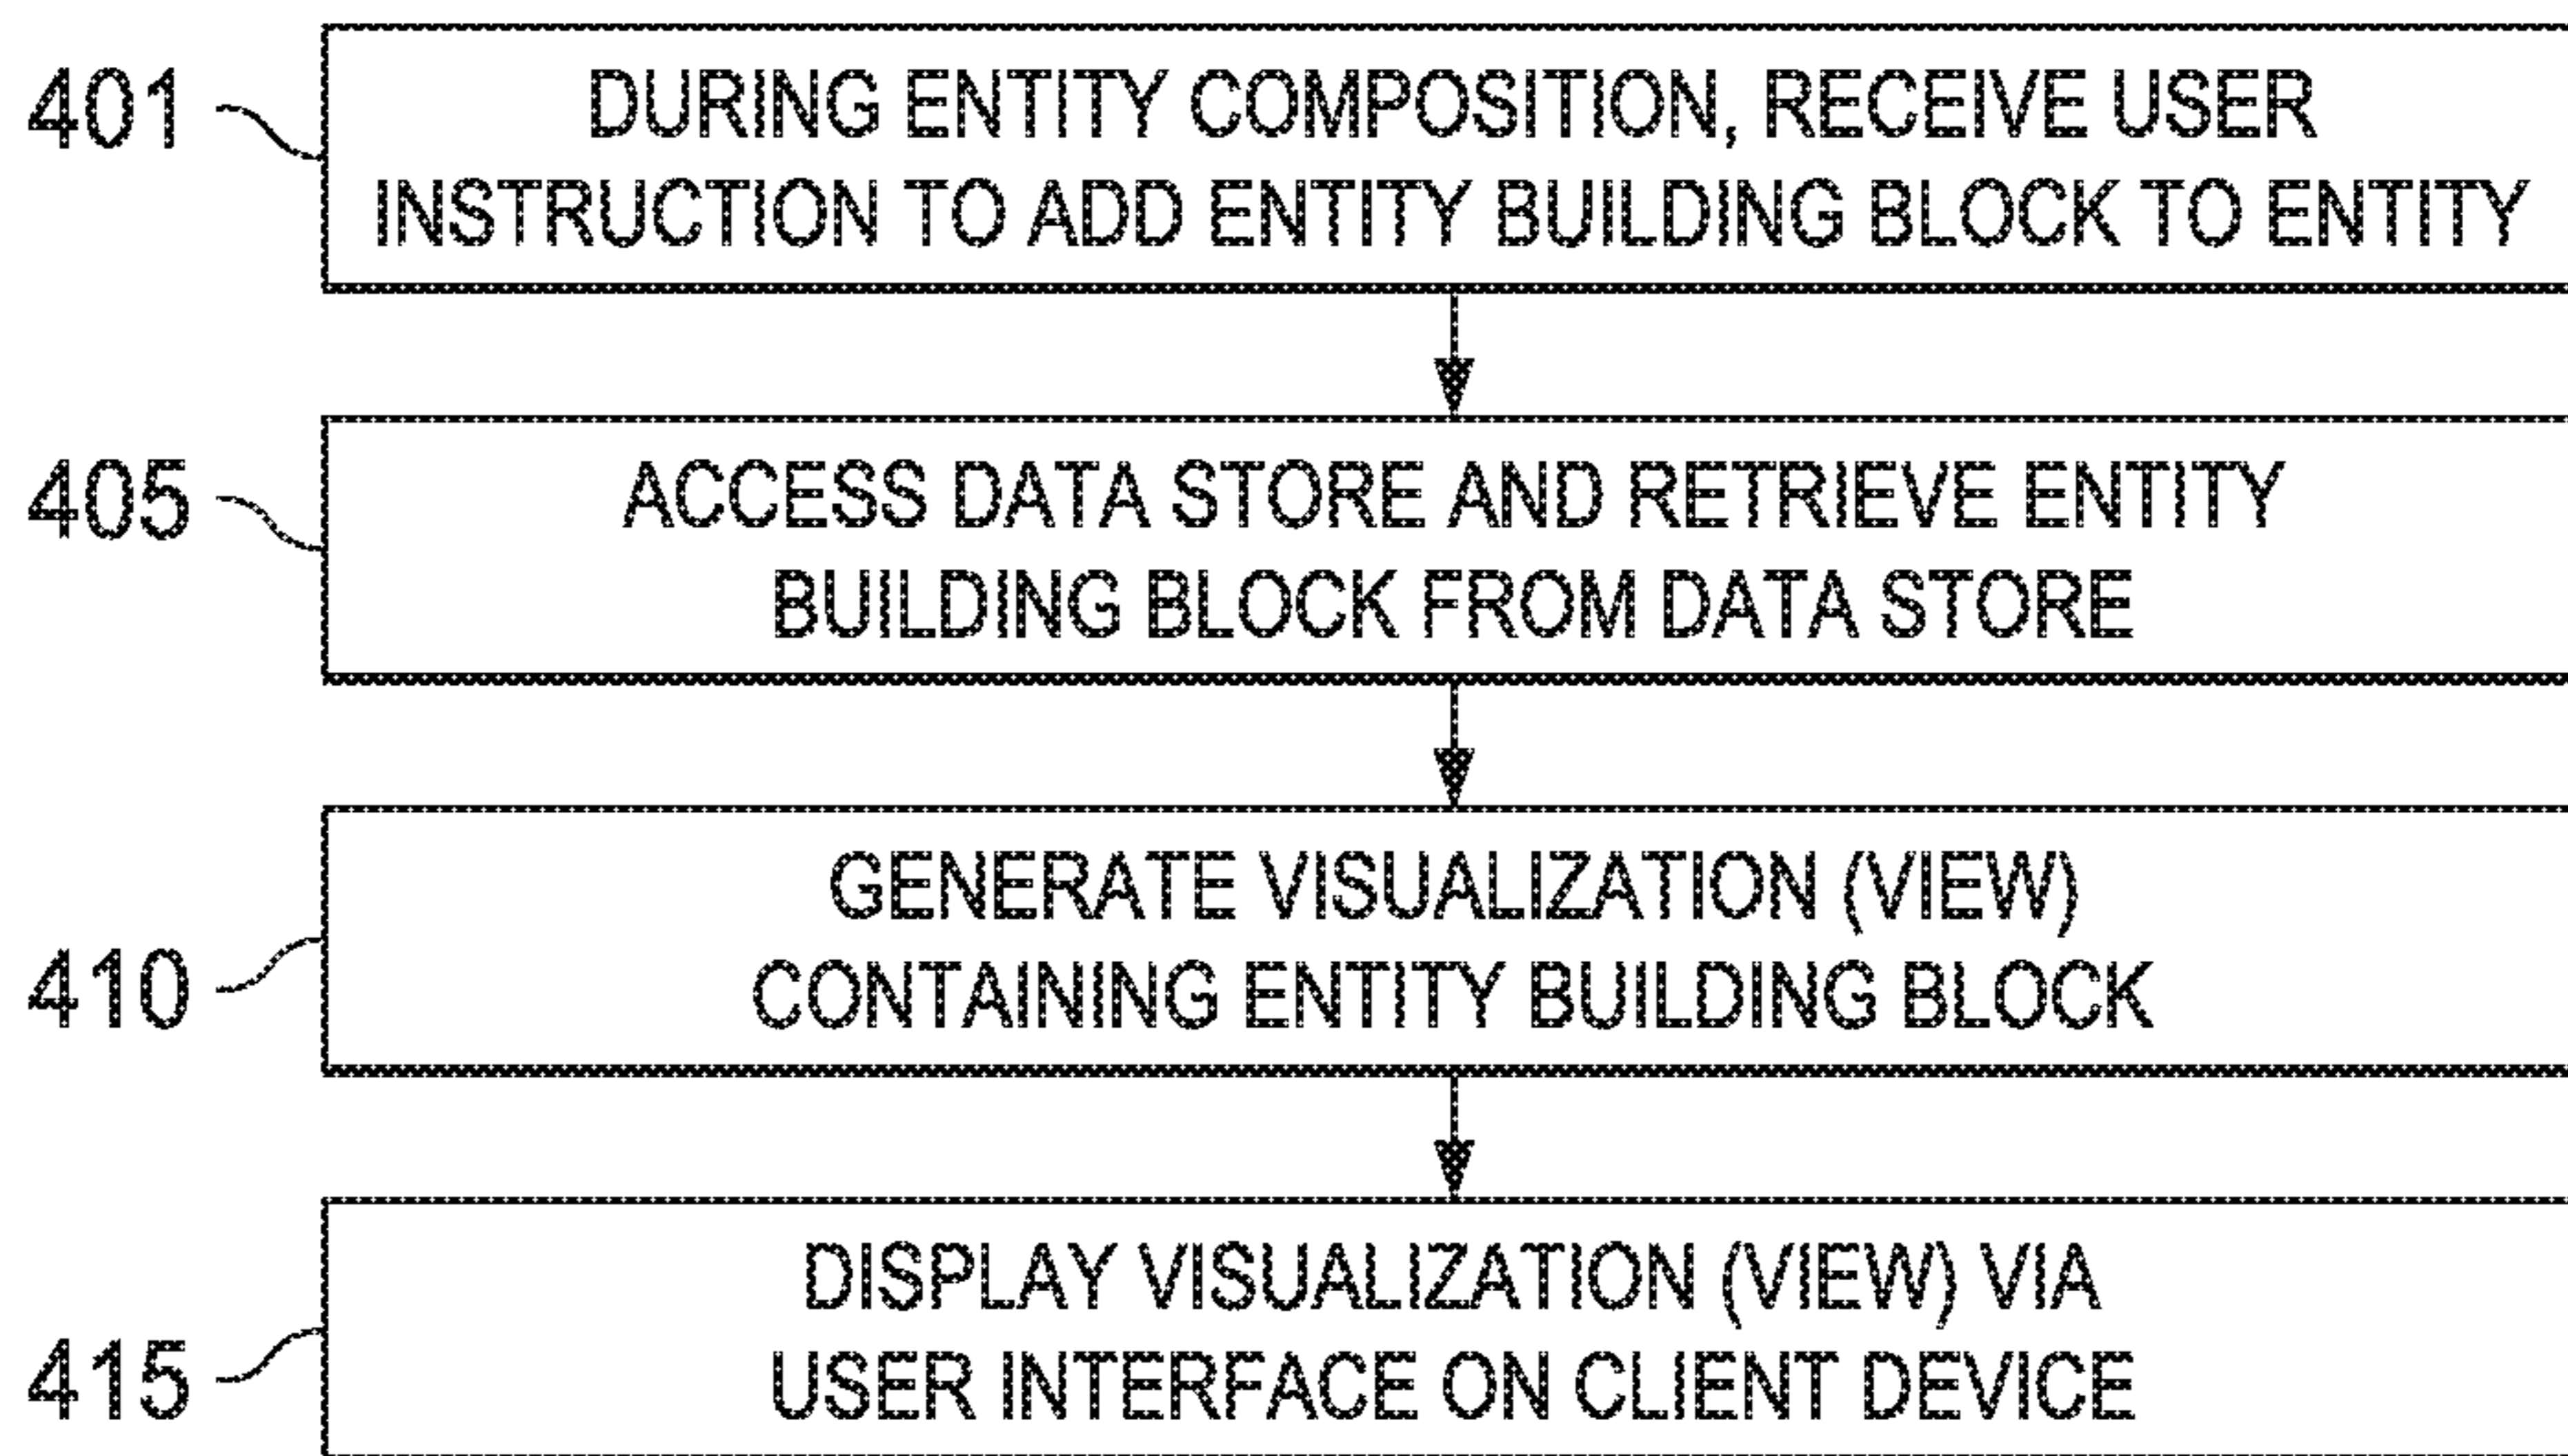 401
DURING ENTITY COMPOSITION, RECEIVE USER
INSTRUCTION TO ADD ENTITY BUILDING BLOCK TO ENTITY
405
ACCESS DATA STORE AND RETRIEVE ENTITY
BUILDING BLOCK FROM DATA STORE
410
GENERATE VISUALIZATION (VIEW)
CONTAINING ENTITY BUILDING BLOCK
415
DISPLAY VISUALIZATION (VIEW) VIA
USER INTERFACE ON CLIENT DEVICE